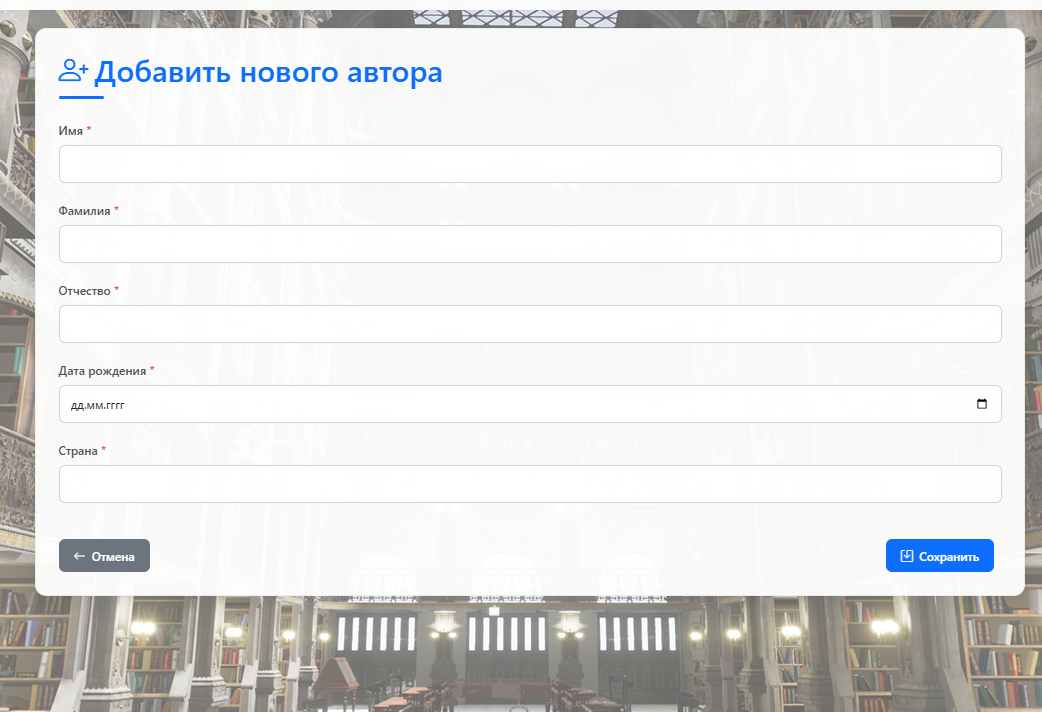 Добавить нового автора
Имя *
Фамилия *
Отчество *
Дата рождения *
дд.мм.гггг
Страна *
Отмена
Сохранить